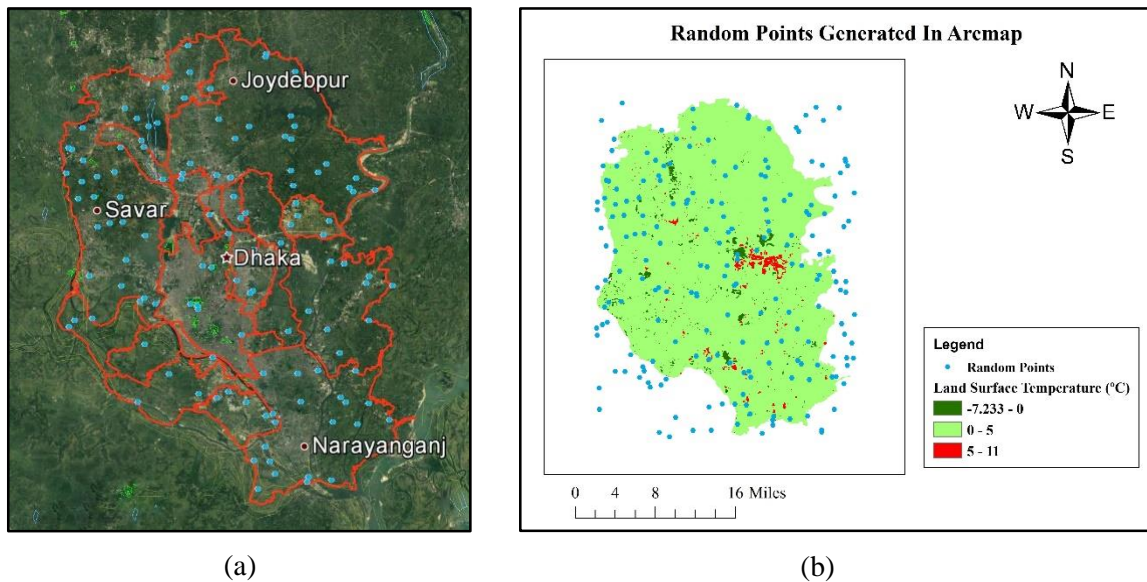 Joydebpur
Savar
Dhaka
Narayanganj
(a)
Random Points Generated In Arcmap
N
W E
S
Legend
Random Points
Land Surface Temperature (°C)
-7.233 - 0
0 - 5
5 - 11
0 4 8 16 Miles
(b)